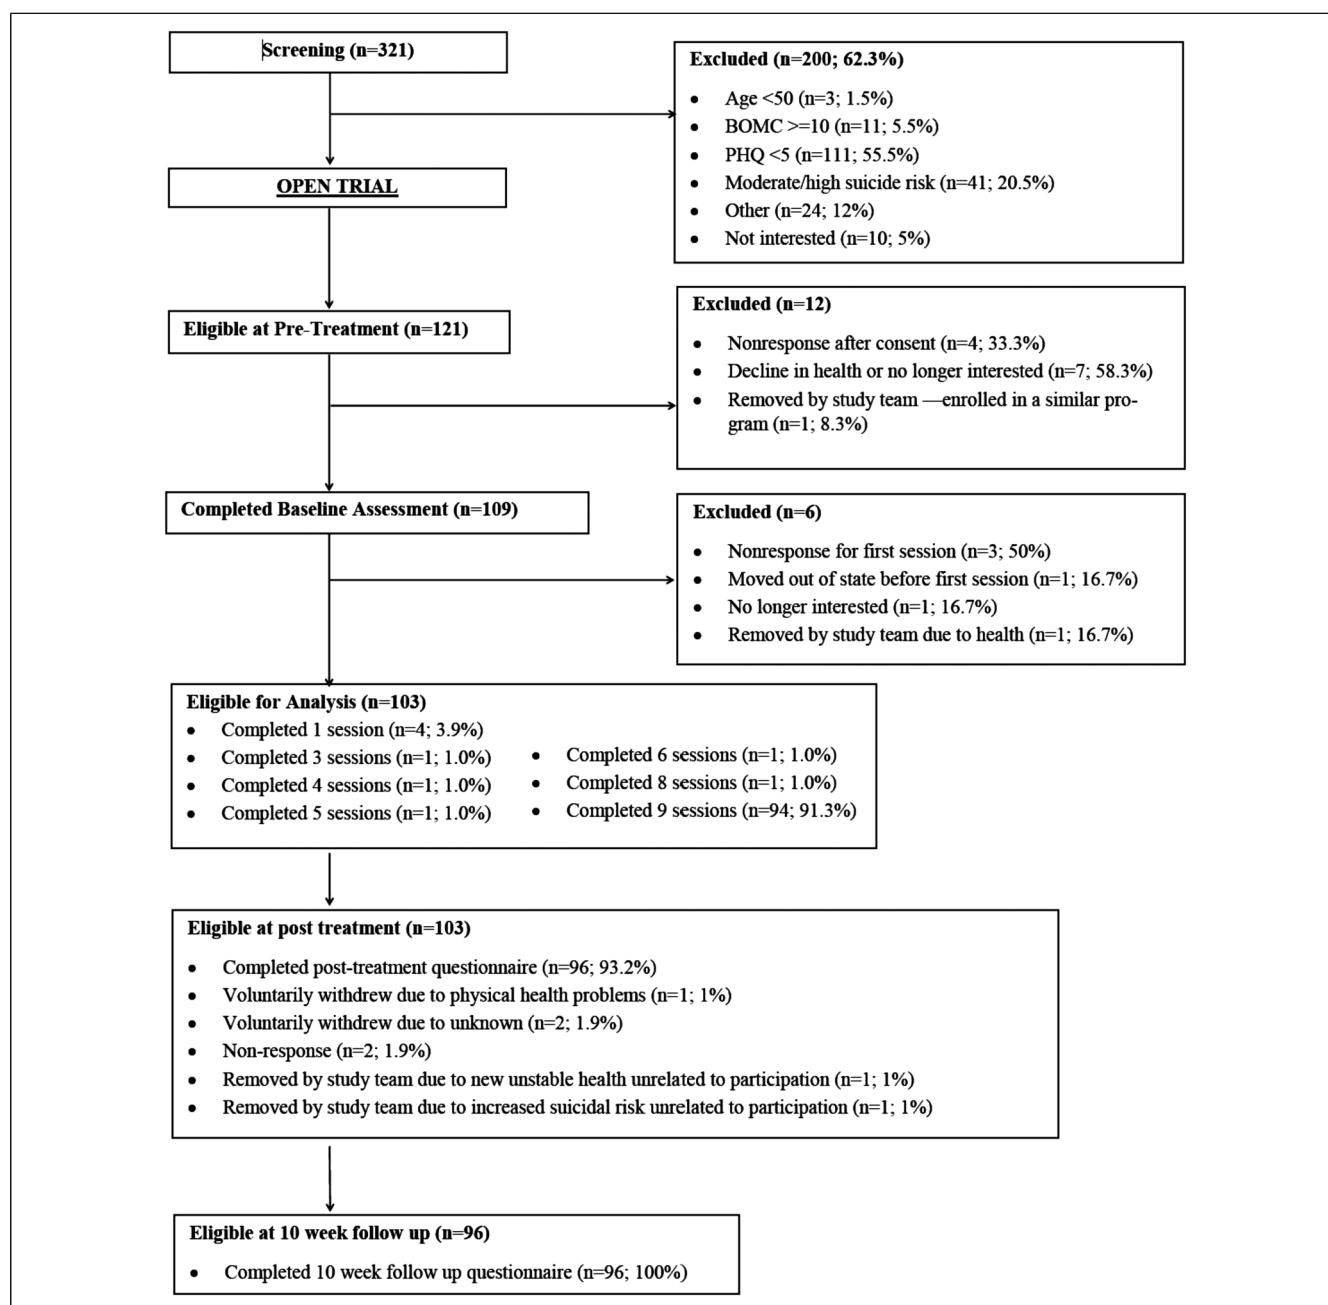 Screening (n=321)
Excluded (n=200; 62.3%)
• Age <50 (n=3; 1.5%)
• BOMC >=10 (n=11; 5.5%)
• PHQ <5 (n=111; 55.5%)
• Moderate/high suicide risk (n=41; 20.5%)
• Other (n=24; 12%)
• Not interested (n=10; 5%)
OPEN TRIAL
Eligible at Pre-Treatment (n=121)
Excluded (n=12)
• Nonresponse after consent (n=4; 33.3%)
• Decline in health or no longer interested (n=7; 58.3%)
• Removed by study team —enrolled in a similar pro-
gram (n=1; 8.3%)
Completed Baseline Assessment (n=109)
Excluded (n=6)
• Nonresponse for first session (n=3; 50%)
• Moved out of state before first session (n=1; 16.7%)
• No longer interested (n=1; 16.7%)
• Removed by study team due to health (n=1; 16.7%)
Eligible for Analysis (n=103)
• Completed 1 session (n=4; 3.9%)
• Completed 3 sessions (n=1; 1.0%)
• Completed 4 sessions (n=1; 1.0%)
• Completed 5 sessions (n=1; 1.0%)
• Completed 6 sessions (n=1; 1.0%)
• Completed 8 sessions (n=1; 1.0%)
• Completed 9 sessions (n=94; 91.3%)
Eligible at post treatment (n=103)
• Completed post-treatment questionnaire (n=96; 93.2%)
• Voluntarily withdrew due to physical health problems (n=1; 1%)
• Voluntarily withdrew due to unknown (n=2; 1.9%)
• Non-response (n=2; 1.9%)
• Removed by study team due to new unstable health unrelated to participation (n=1; 1%)
• Removed by study team due to increased suicidal risk unrelated to participation (n=1; 1%)
Eligible at 10 week follow up (n=96)
• Completed 10 week follow up questionnaire (n=96; 100%)